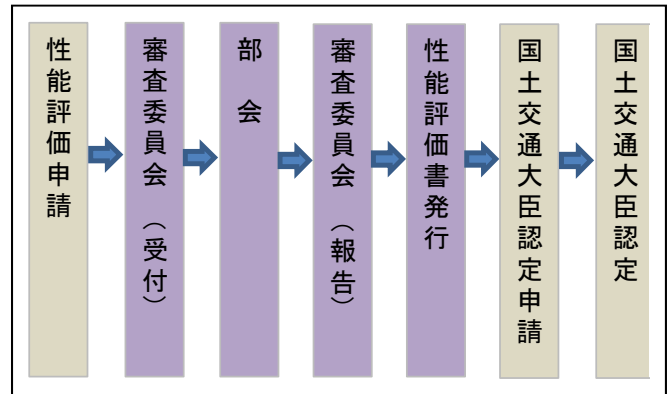 性能評価申請
審査委員会（受付）
部会
審査委員会（報告）
性能評価書発行
国土交通大臣認定申請
国土交通大臣認定